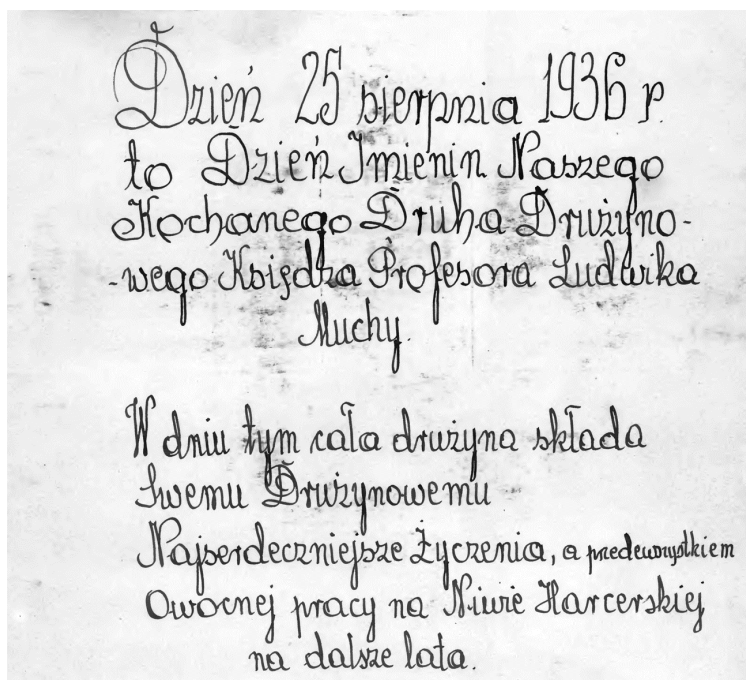 Dzień 25 sierpnia 1936 r.
to Dzień Imienin Naszego
Kochanego Druha Drużyno-
-wego Księdza Profesora Ludwika
Muchy.
W dniu tym cała drużyna składa
Swemu Drużynowemu
Najserdeczniejsze Życzenia, a przedewszystkiem
Owocnej pracy na Niwie Harcerskiej
na dalsze lata.